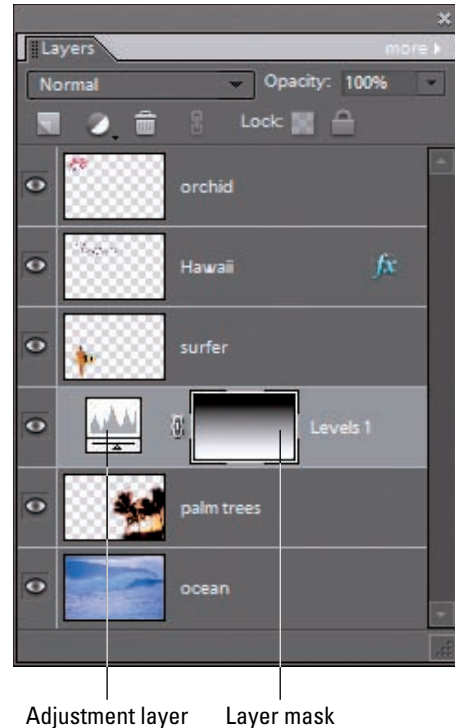 Layers more
Normal Opacity: 100%
Lock:
orchid
Hawaii fx
surfer
Levels 1
palm trees
ocean
Adjustment layer Layer mask